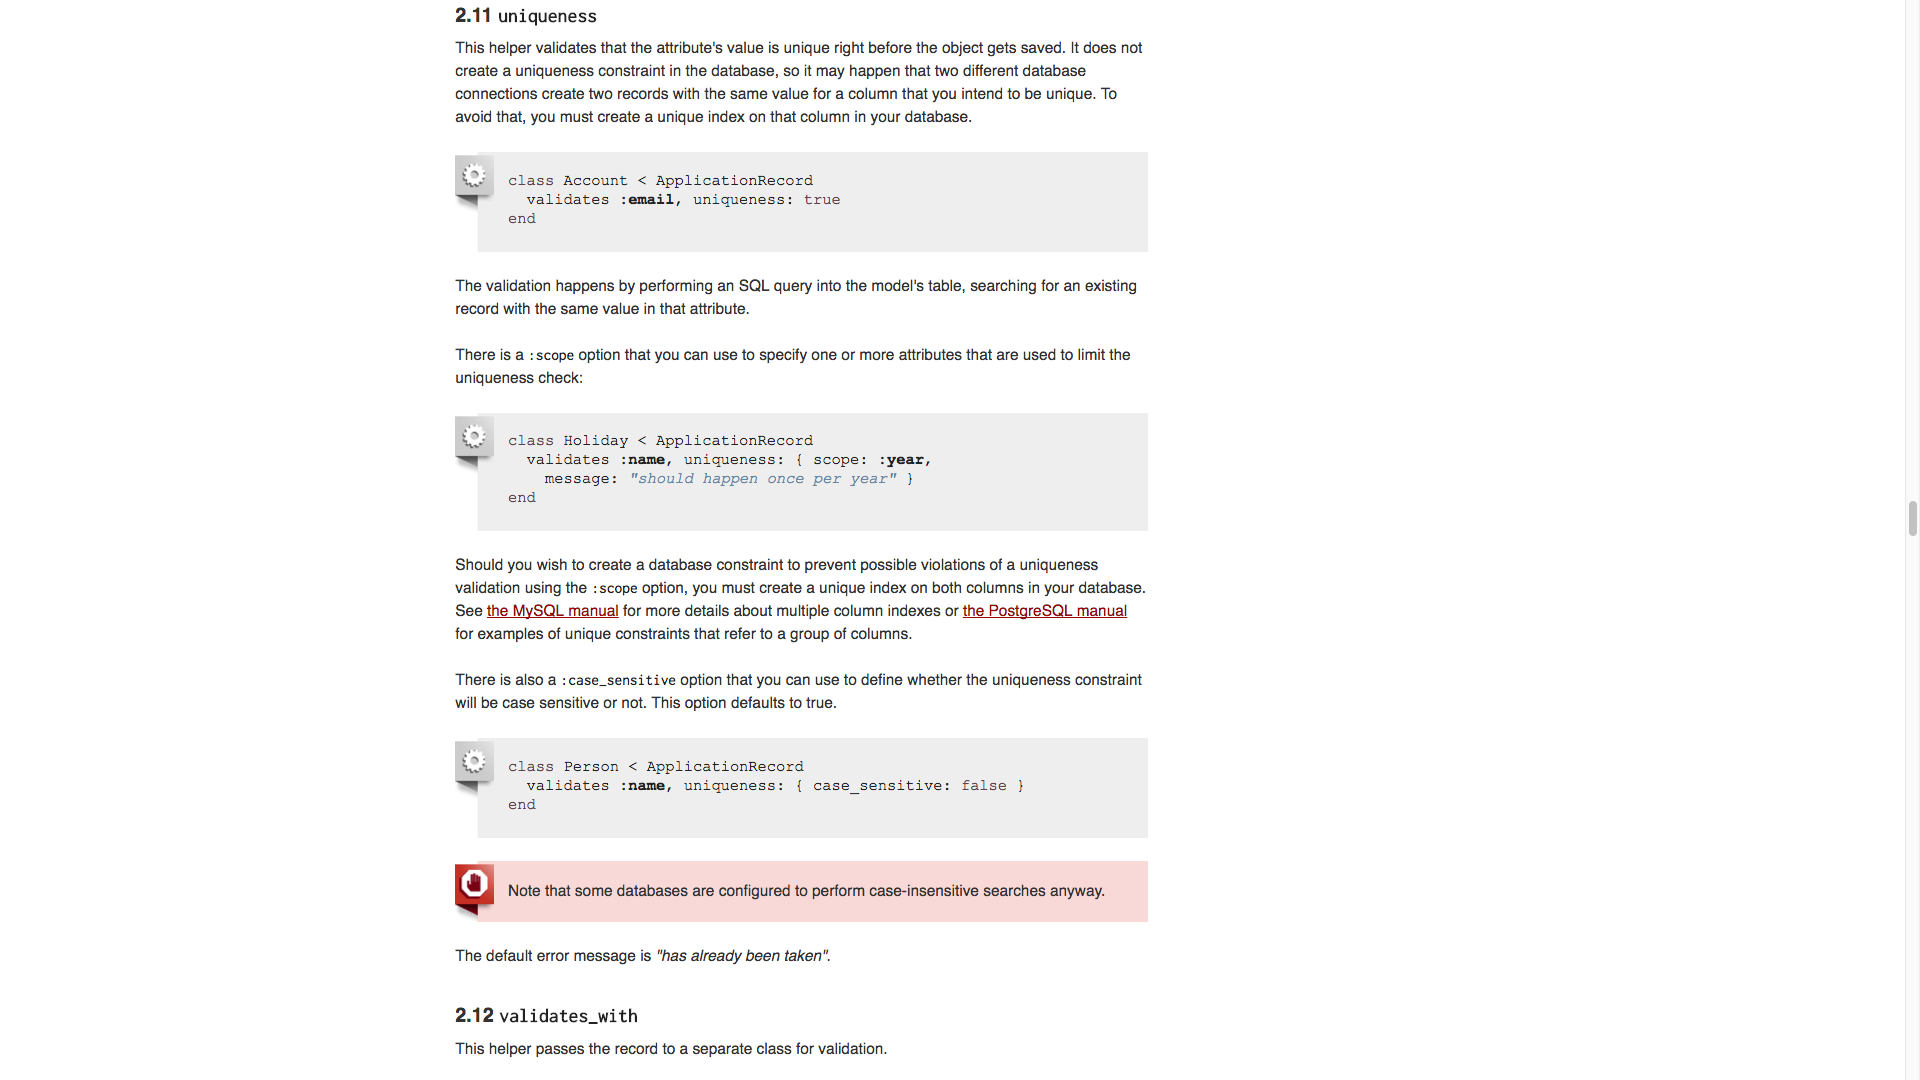 2.11 uniqueness
This helper validates that the attribute's value is unique right before the object gets saved. It does not
create a uniqueness constraint in the database, so it may happen that two different database
connections create two records with the same value for a column that you intend to be unique. To
avoid that, you must create a unique index on that column in your database.
class Account < ApplicationRecord
  validates :email, uniqueness: true
end
The validation happens by performing an SQL query into the model's table, searching for an existing
record with the same value in that attribute.
There is a :scope option that you can use to specify one or more attributes that are used to limit the
uniqueness check:
class Holiday < ApplicationRecord
  validates :name, uniqueness: { scope: :year,
    message: "should happen once per year" }
end
Should you wish to create a database constraint to prevent possible violations of a uniqueness
validation using the :scope option, you must create a unique index on both columns in your database.
See the MySQL manual for more details about multiple column indexes or the PostgreSQL manual
for examples of unique constraints that refer to a group of columns.
There is also a :case_sensitive option that you can use to define whether the uniqueness constraint
will be case sensitive or not. This option defaults to true.
class Person < ApplicationRecord
  validates :name, uniqueness: { case_sensitive: false }
end
Note that some databases are configured to perform case-insensitive searches anyway.
The default error message is "has already been taken".
2.12 validates_with
This helper passes the record to a separate class for validation.